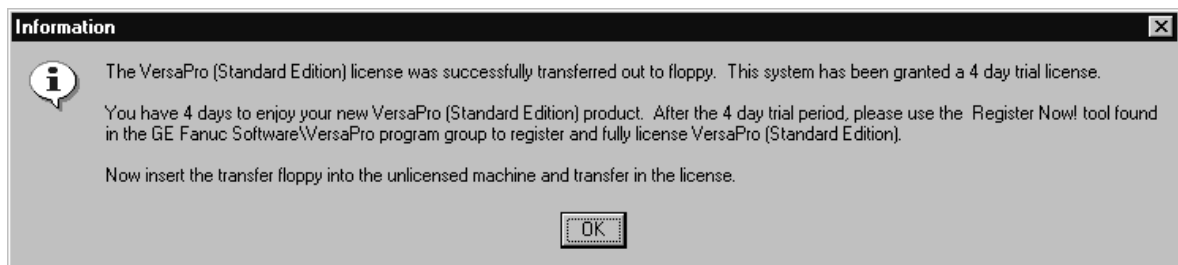 Information
The VersaPro (Standard Edition) license was successfully transferred out to floppy.  This system has been granted a 4 day trial license.
You have 4 days to enjoy your new VersaPro (Standard Edition) product.  After the 4 day trial period, please use the  Register Now! tool found
in the GE Fanuc Software\VersaPro program group to register and fully license VersaPro (Standard Edition).
Now insert the transfer floppy into the unlicensed machine and transfer in the license.
OK